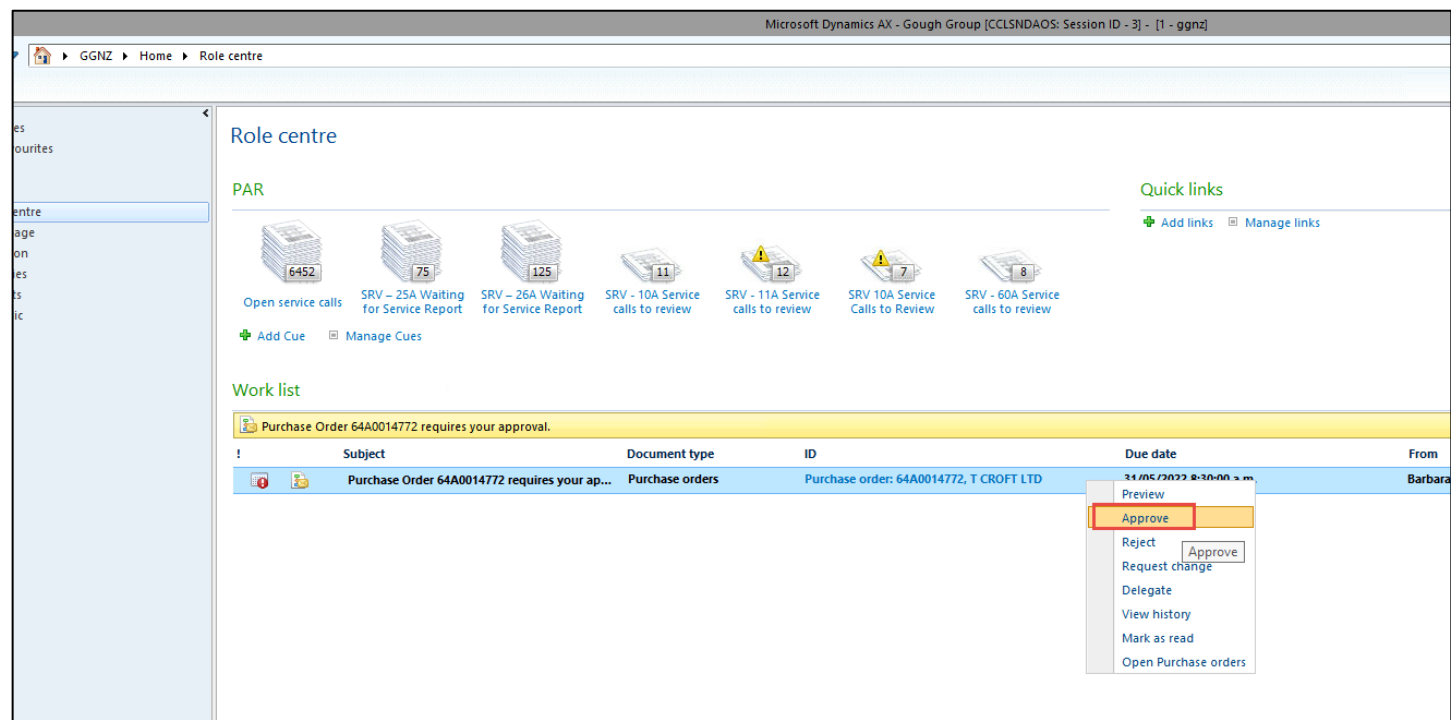 Microsoft Dynamics AX - Gough Group [CCLSNDAOS: Session ID - 3] - [1 - ggnz]
GGNZ Home Role centre
es
ourites
entre
age
on
ies
ts
ic
Role centre
PAR
6452
Open service calls
75
SRV – 25A Waiting
for Service Report
125
SRV – 26A Waiting
for Service Report
11
SRV - 10A Service
calls to review
12
SRV - 11A Service
calls to review
7
SRV 10A Service
Calls to Review
8
SRV - 60A Service
calls to review
Add Cue Manage Cues
Quick links
Add links Manage links
Work list
Purchase Order 64A0014772 requires your approval.
! Subject Document type ID Due date From
Purchase Order 64A0014772 requires your ap... Purchase orders Purchase order: 64A0014772, T CROFT LTD 31/05/2022 8:30:00 a.m. Barbara
Preview
Approve
Reject
Approve
Request change
Delegate
View history
Mark as read
Open Purchase orders